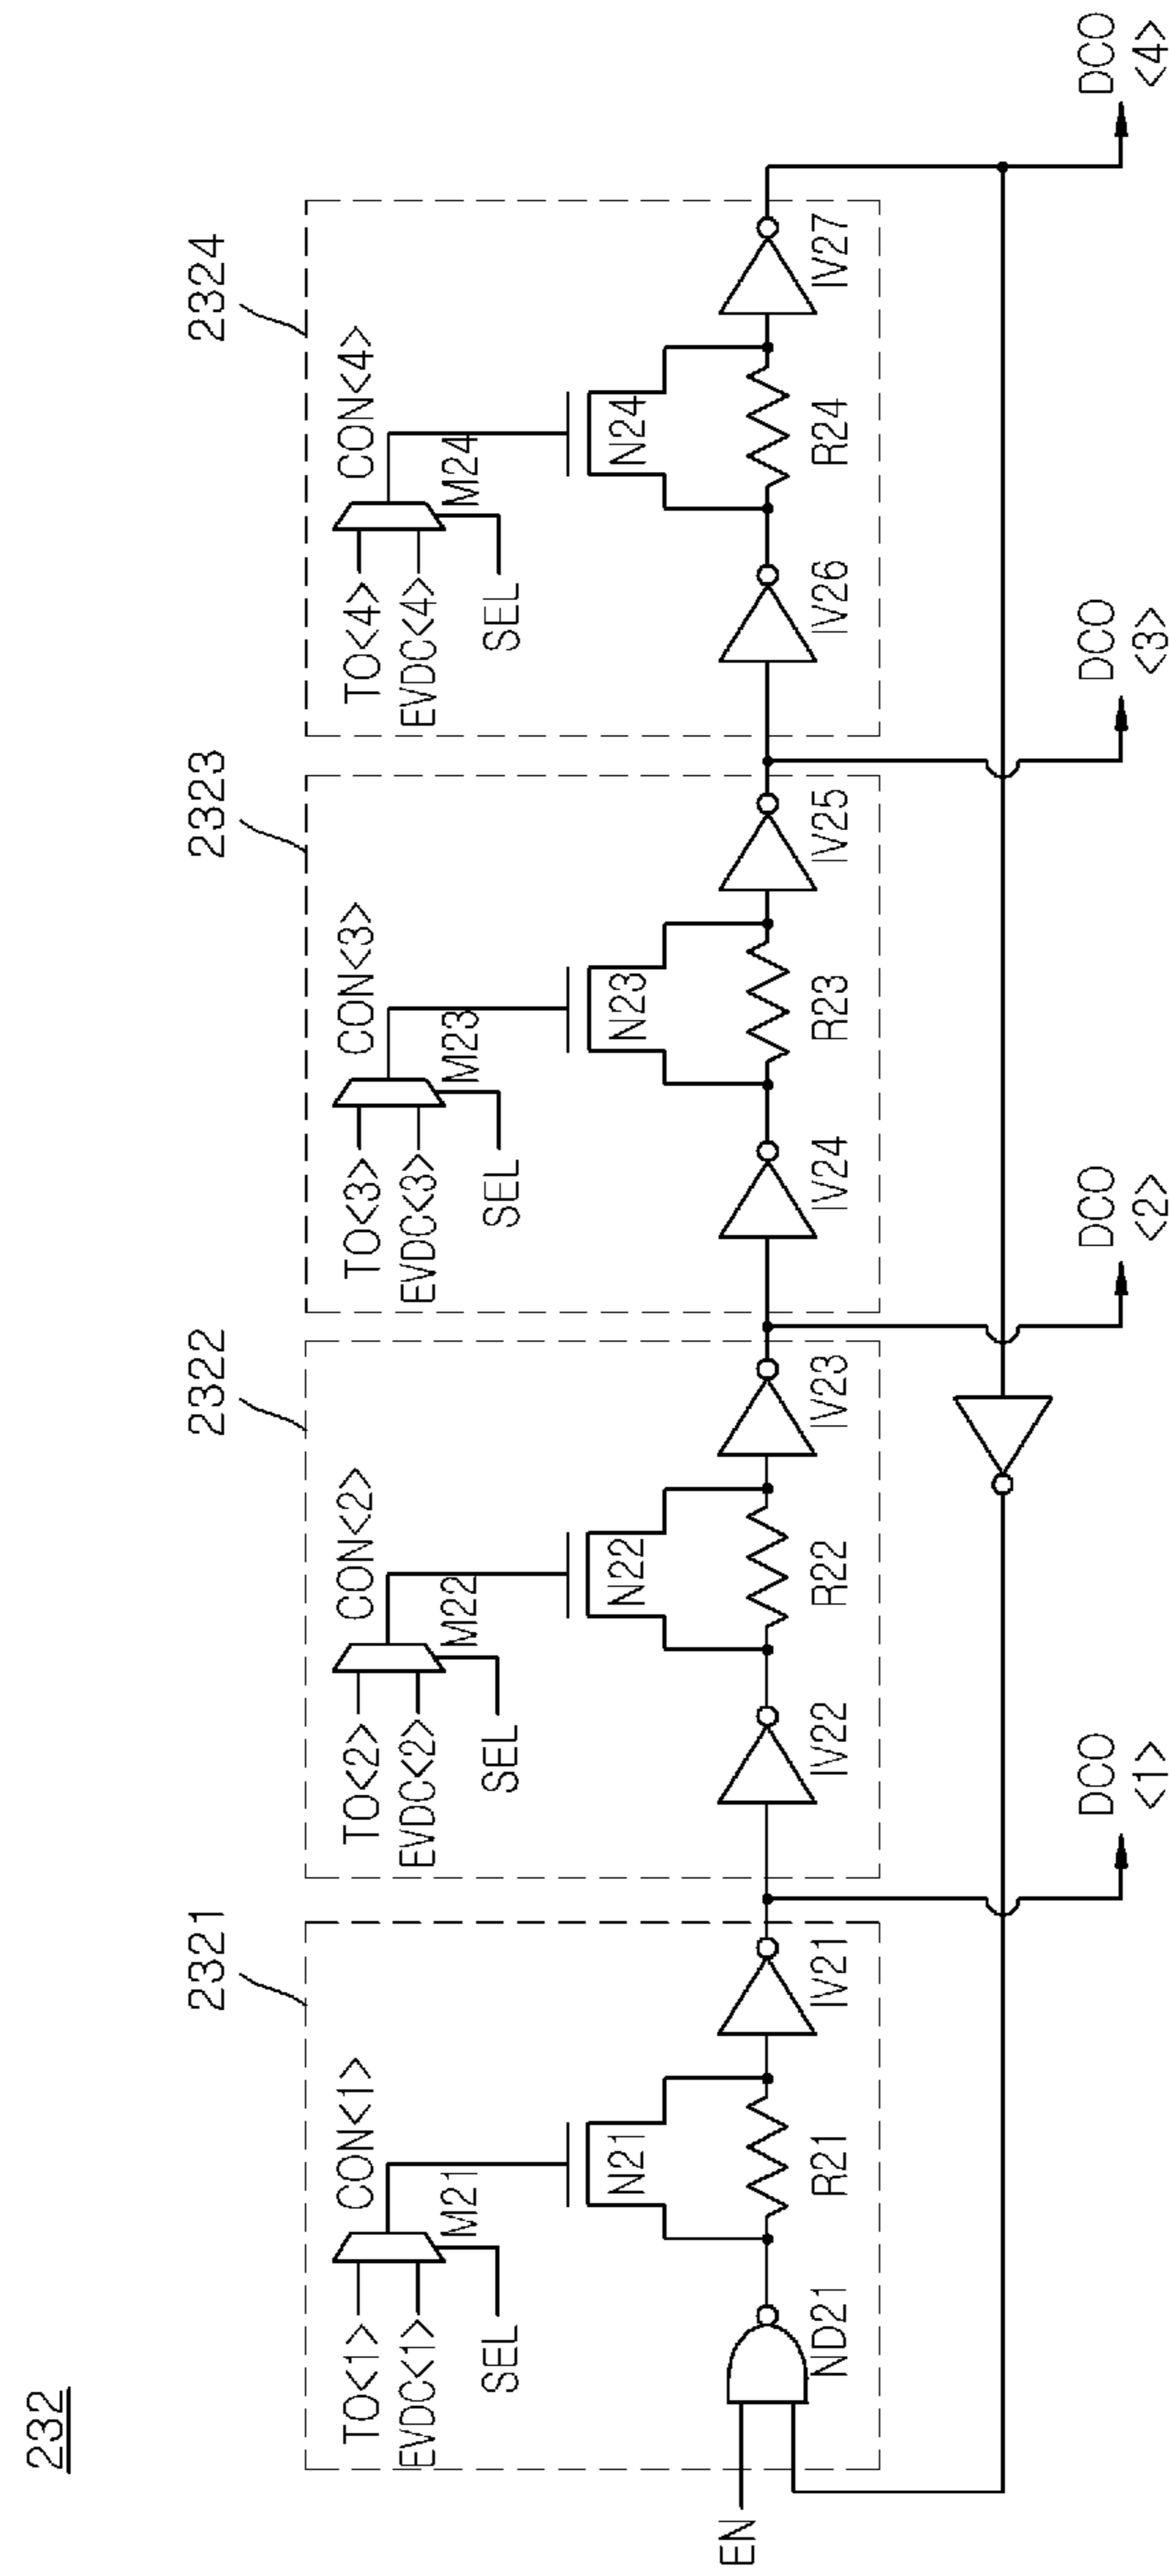 232
2321
2322
2323
2324
CON<1>
CON<2>
CON<3>
CON<4>
TO<1>
EVDC<1>
M21
SEL
TO<2>
EVDC<2>
M22
SEL
TO<3>
EVDC<3>
M23
SEL
TO<4>
EVDC<4>
M24
SEL
N21
N22
N23
N24
EN
ND21
R21
IV21
IV22
R22
IV23
IV24
R23
IV25
IV26
R24
IV27
DCO
<1>
DCO
<2>
DCO
<3>
DCO
<4>